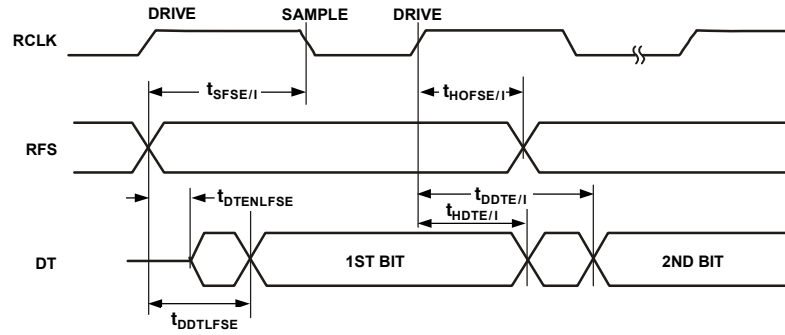 DRIVE SAMPLE DRIVE
RCLK
tSFSE/I tHOFSE/I
RFS
tDDTE/I
tDTENLFSE
tHDTE/I
DT 1ST BIT 2ND BIT
tDDTLFSE